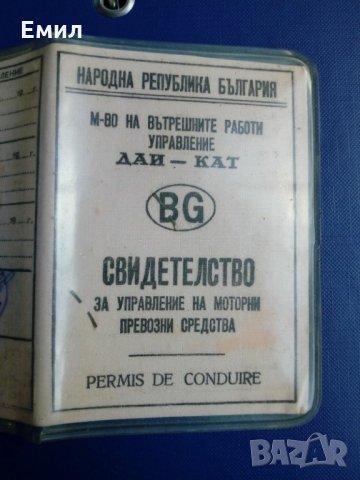 Емил
НАРОДНА РЕПУБЛИКА БЪЛГАРИЯ
М-ВО НА ВЪТРЕШНИТЕ РАБОТИ
УПРАВЛЕНИЕ
ДАИ — КАТ
BG
СВИДЕТЕЛСТВО
ЗА УПРАВЛЕНИЕ НА МОТОРНИ
ПРЕВОЗНИ СРЕДСТВА
PERMIS DE CONDUIRE
BAZAR